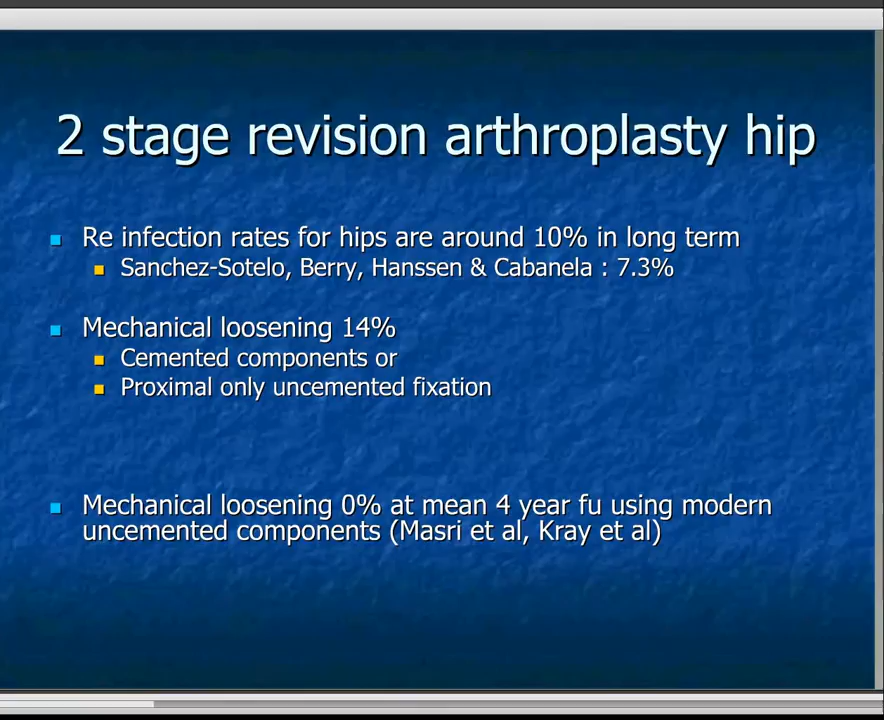 2 stage revision arthroplasty hip
Re infection rates for hips are around 10% in long term
Sanchez-Sotelo, Berry, Hanssen & Cabanela : 7.3%
Mechanical loosening 14%
Cemented components or
Proximal only uncemented fixation
Mechanical loosening 0% at mean 4 year fu using modern
uncemented components (Masri et al, Kray et al)